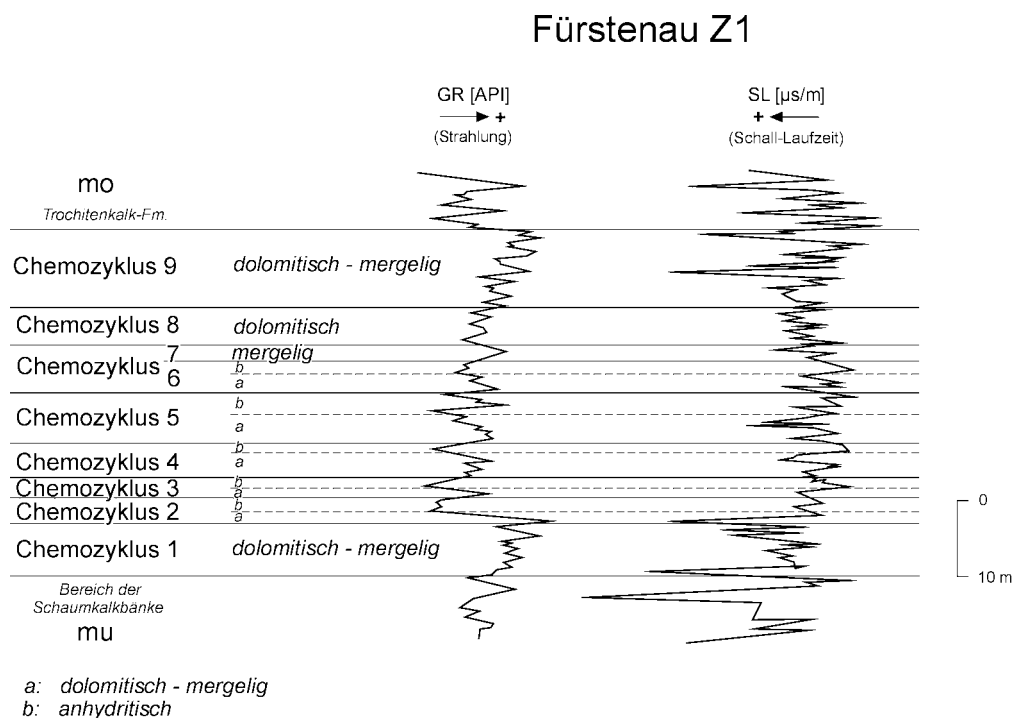 Fürstenau Z1
GR [API]
+
(Strahlung)
SL [µs/m]
+
(Schall-Laufzeit)
mo
Trochitenkalk-Fm.
Chemozyklus 9 dolomitisch - mergelig
Chemozyklus 8 dolomitisch
Chemozyklus 7 mergelig
6 b
a
Chemozyklus 5 b
a
Chemozyklus 4 b
a
Chemozyklus 3 b
a
Chemozyklus 2 b
a
Chemozyklus 1 dolomitisch - mergelig
0
10 m
Bereich der
Schaumkalkbänke
mu
a: dolomitisch - mergelig
b: anhydritisch